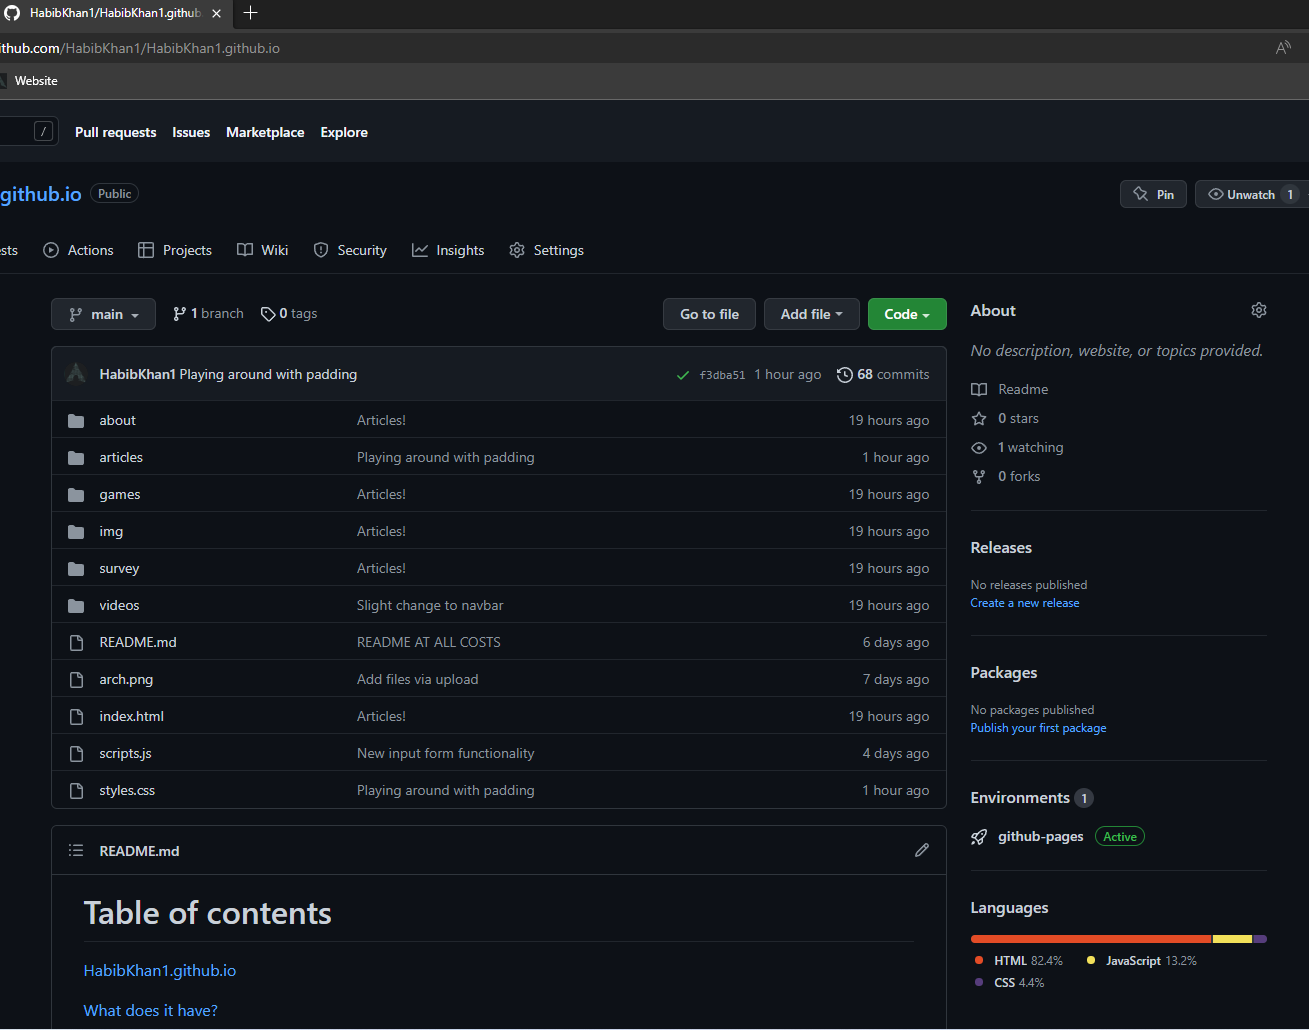 HabibKhan1/HabibKhan1.github
ithub.com/HabibKhan1/HabibKhan1.github.io
Website
/ Pull requests Issues Marketplace Explore
github.io Public Pin Unwatch 1
sts Actions Projects Wiki Security Insights Settings
main 1 branch 0 tags Go to file Add file Code
HabibKhan1 Playing around with padding f3dba51 1 hour ago 68 commits
about Articles! 19 hours ago
articles Playing around with padding 1 hour ago
games Articles! 19 hours ago
img Articles! 19 hours ago
survey Articles! 19 hours ago
videos Slight change to navbar 19 hours ago
README.md README AT ALL COSTS 6 days ago
arch.png Add files via upload 7 days ago
index.html Articles! 19 hours ago
scripts.js New input form functionality 4 days ago
styles.css Playing around with padding 1 hour ago
README.md
Table of contents
HabibKhan1.github.io
What does it have?
About
No description, website, or topics provided.
Readme
0 stars
1 watching
0 forks
Releases
No releases published
Create a new release
Packages
No packages published
Publish your first package
Environments 1
github-pages Active
Languages
HTML 82.4% JavaScript 13.2%
CSS 4.4%